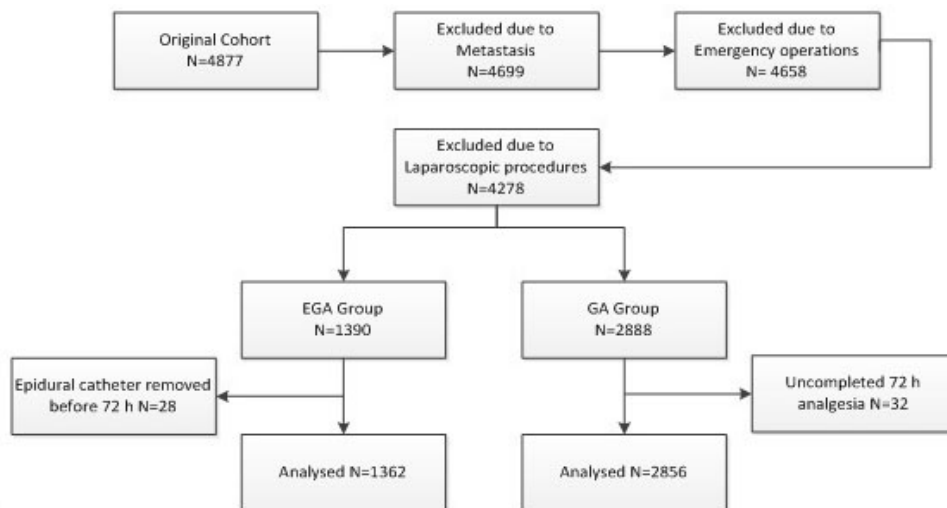 Original Cohort
N=4877
Excluded due to
Metastasis
N=4699
Excluded due to
Emergency operations
N= 4658
Excluded due to
Laparoscopic procedures
N=4278
EGA Group
N=1390
GA Group
N=2888
Epidural catheter removed
before 72 h N=28
Uncompleted 72 h
analgesia N=32
Analysed N=1362
Analysed N=2856